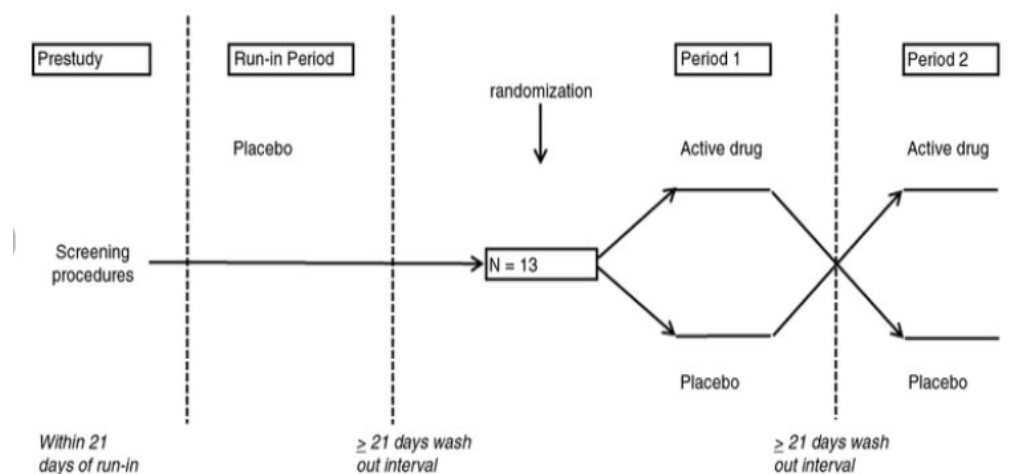 Prestudy
Run-in Period
Period 1
Period 2
randomization
Placebo
Active drug
Active drug
Screening
procedures
N = 13
Placebo
Placebo
Within 21
days of run-in
≥ 21 days wash
out interval
≥ 21 days wash
out interval